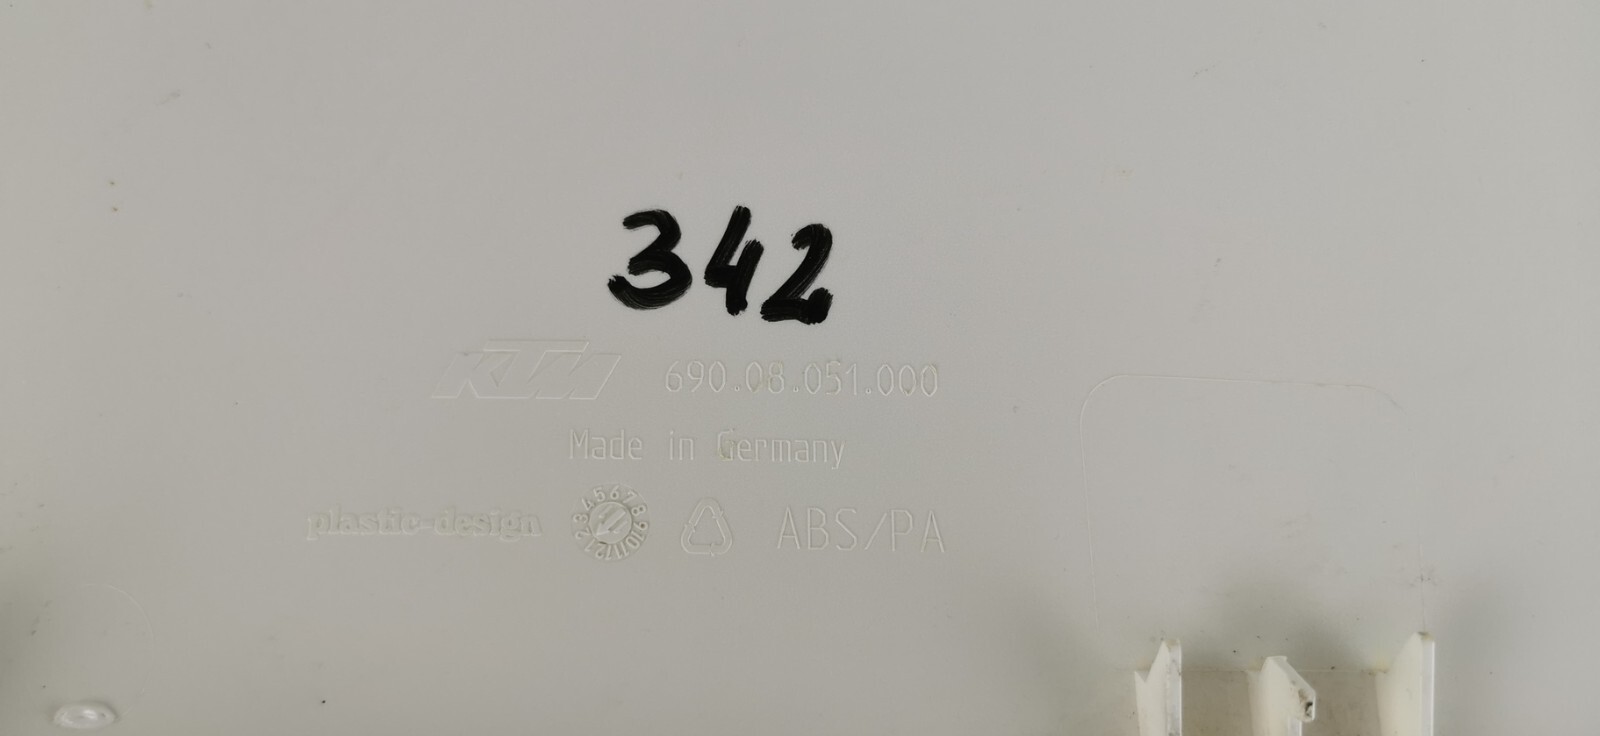 342
KTM 690.08.051.000
Made in Germany
plastic-design ABS/PA